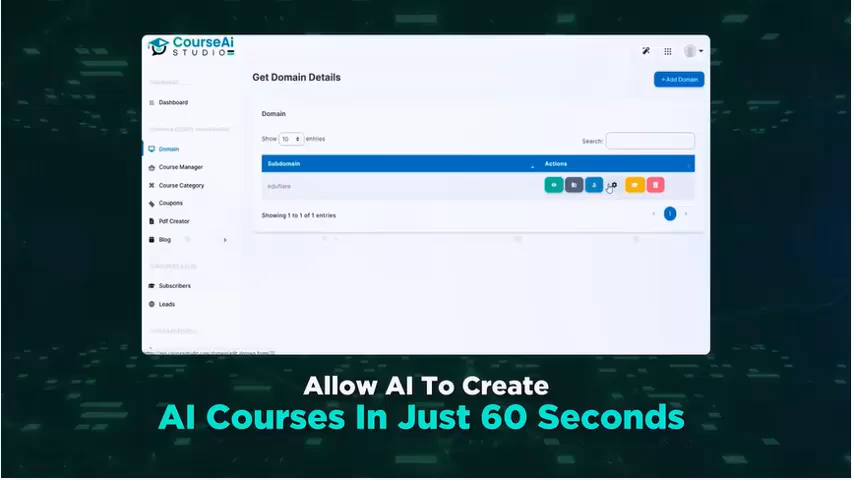 CourseAi
STUDIO
Get Domain Details
+Add Domain
Dashboard
Domain
Show 10 entries
Search:
Domain
Subdomain
Actions
Course Manager
Course Category
eduflare
Coupons
Showing 1 to 1 of 1 entries
1
Pdf Creator
Blog
Subscribers
Leads
Allow AI To Create
AI Courses In Just 60 Seconds